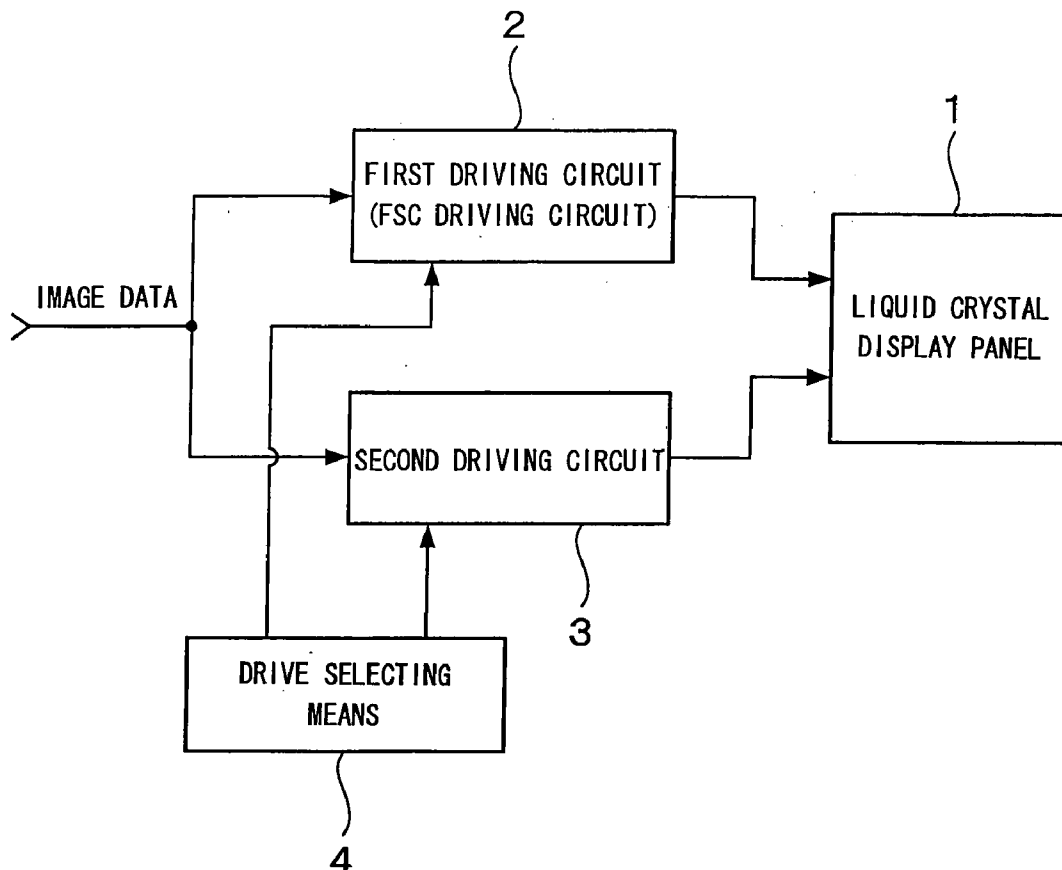 2
1
FIRST DRIVING CIRCUIT
(FSC DRIVING CIRCUIT)
IMAGE DATA
LIQUID CRYSTAL
DISPLAY PANEL
SECOND DRIVING CIRCUIT
3
DRIVE SELECTING
MEANS
4